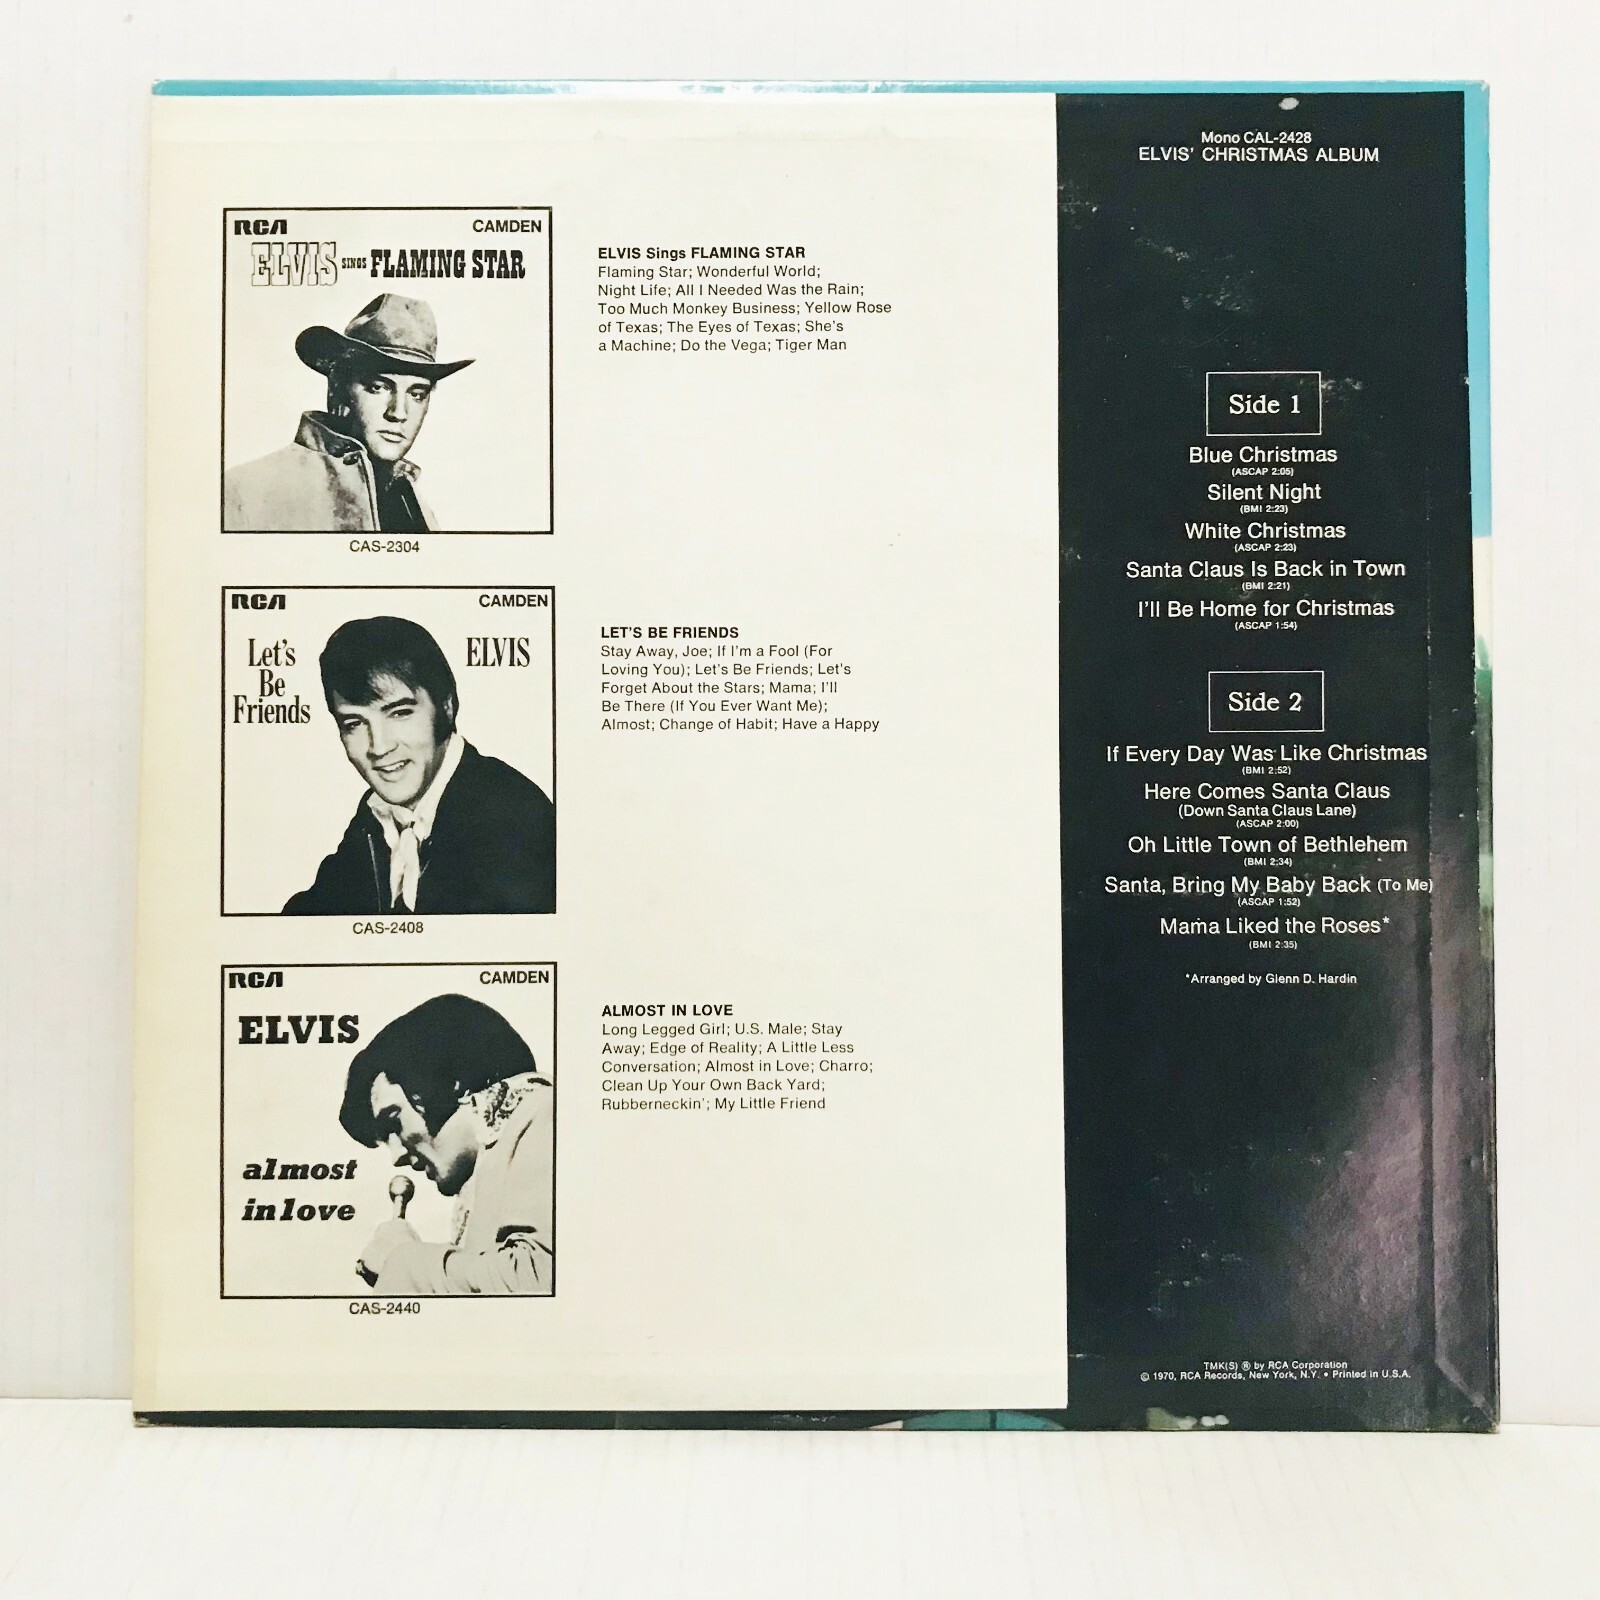 RCA CAMDEN
ELVIS SINGS FLAMING STAR
CAS-2304
ELVIS Sings FLAMING STAR
Flaming Star; Wonderful World;
Night Life; All I Needed Was the Rain;
Too Much Monkey Business; Yellow Rose
of Texas; The Eyes of Texas; She's
a Machine; Do the Vega; Tiger Man
RCA CAMDEN
Let's
Be
Friends
ELVIS
CAS-2408
LET'S BE FRIENDS
Stay Away, Joe; If I'm a Fool (For
Loving You); Let's Be Friends; Let's
Forget About the Stars; Mama; I'll
Be There (If You Ever Want Me);
Almost; Change of Habit; Have a Happy
RCA CAMDEN
ELVIS
almost
in love
CAS-2440
ALMOST IN LOVE
Long Legged Girl; U.S. Male; Stay
Away; Edge of Reality; A Little Less
Conversation; Almost in Love; Charro;
Clean Up Your Own Back Yard;
Rubberneckin'; My Little Friend
Mono CAL-2428
ELVIS' CHRISTMAS ALBUM
Side 1
Blue Christmas
(ASCAP 2:05)
Silent Night
(BMI 2:23)
White Christmas
(ASCAP 2:23)
Santa Claus Is Back in Town
(BMI 2:21)
I'll Be Home for Christmas
(ASCAP 1:54)
Side 2
If Every Day Was Like Christmas
(BMI 2:52)
Here Comes Santa Claus
(Down Santa Claus Lane)
(ASCAP 2:00)
Oh Little Town of Bethlehem
(BMI 2:34)
Santa, Bring My Baby Back (To Me)
(ASCAP 1:52)
Mama Liked the Roses*
(BMI 2:35)
*Arranged by Glenn D. Hardin
TMK(S) ® by RCA Corporation
© 1970, RCA Records, New York, N.Y. • Printed in U.S.A.